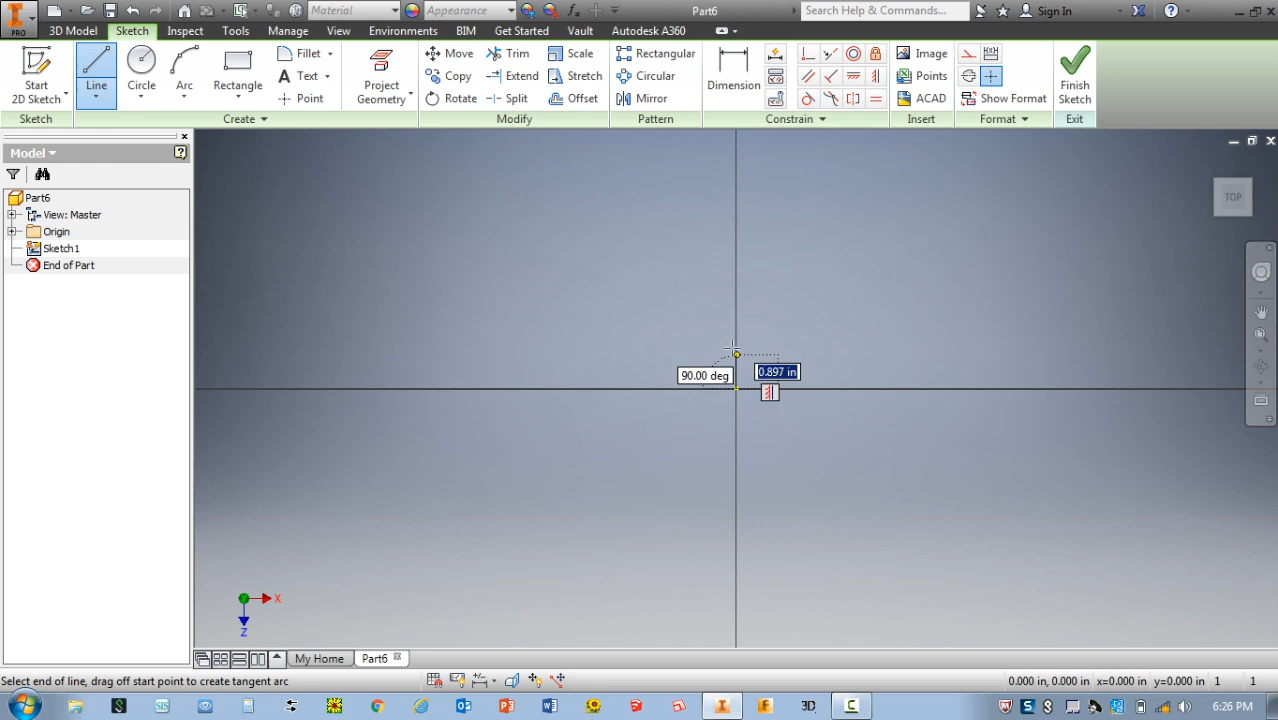 Material
Appearance
fx
Part6
Search Help & Commands...
Sign In
PRO
3D Model
Sketch
Inspect
Tools
Manage
View
Environments
BIM
Get Started
Vault
Autodesk A360
Start
2D Sketch
Line
Circle
Arc
Rectangle
Fillet
Text
Point
Project
Geometry
Move
Trim
Scale
Copy
Extend
Stretch
Rotate
Split
Offset
Rectangular
Circular
Mirror
Dimension
Image
Points
ACAD
Show Format
Finish
Sketch
Sketch
Create
Modify
Pattern
Constrain
Insert
Format
Exit
Model
Part6
View: Master
Origin
Sketch1
End of Part
TOP
90.00 deg
0.897 in
X
Z
My Home
Part6
Select end of line, drag off start point to create tangent arc
0.000 in, 0.000 in
x=0.000 in
y=0.000 in
1
1
SIS
3D
6:26 PM